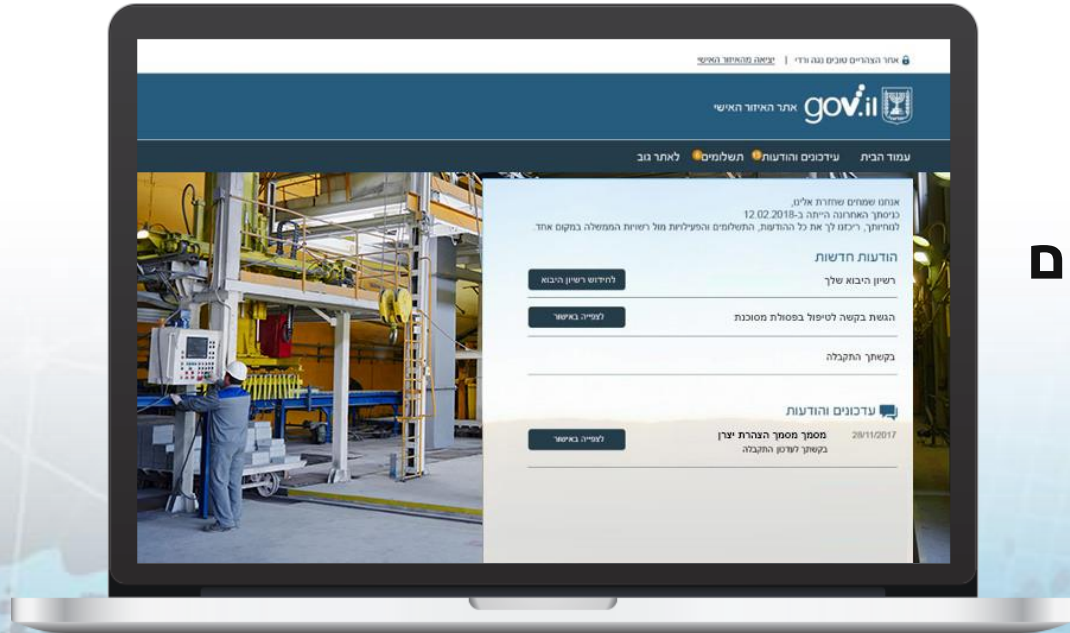 אחר הצהריים טובים נגה ורדי | יציאה מהאיזור האישי
gov.il אתר האיזור האישי
עמוד הבית עידכונים והודעות תשלומים לאתר גוב
אנחנו שמחים שחזרת אלינו,
כניסתך האחרונה הייתה ב-12.02.2018
לנוחיותך, ריכזנו לך את כל ההודעות, התשלומים והפעילויות מול רשויות הממשלה במקום אחד.
הודעות חדשות
רשיון היבוא שלך לחידוש רשיון היבוא
הגשת בקשה לטיפול בפסולת מסוכנת לצפייה באישור
בקשתך התקבלה
עדכונים והודעות
28/11/2017 מסמך מסמך הצהרת יצרן לצפייה באישור
בקשתך לעדכון התקבלה
ם